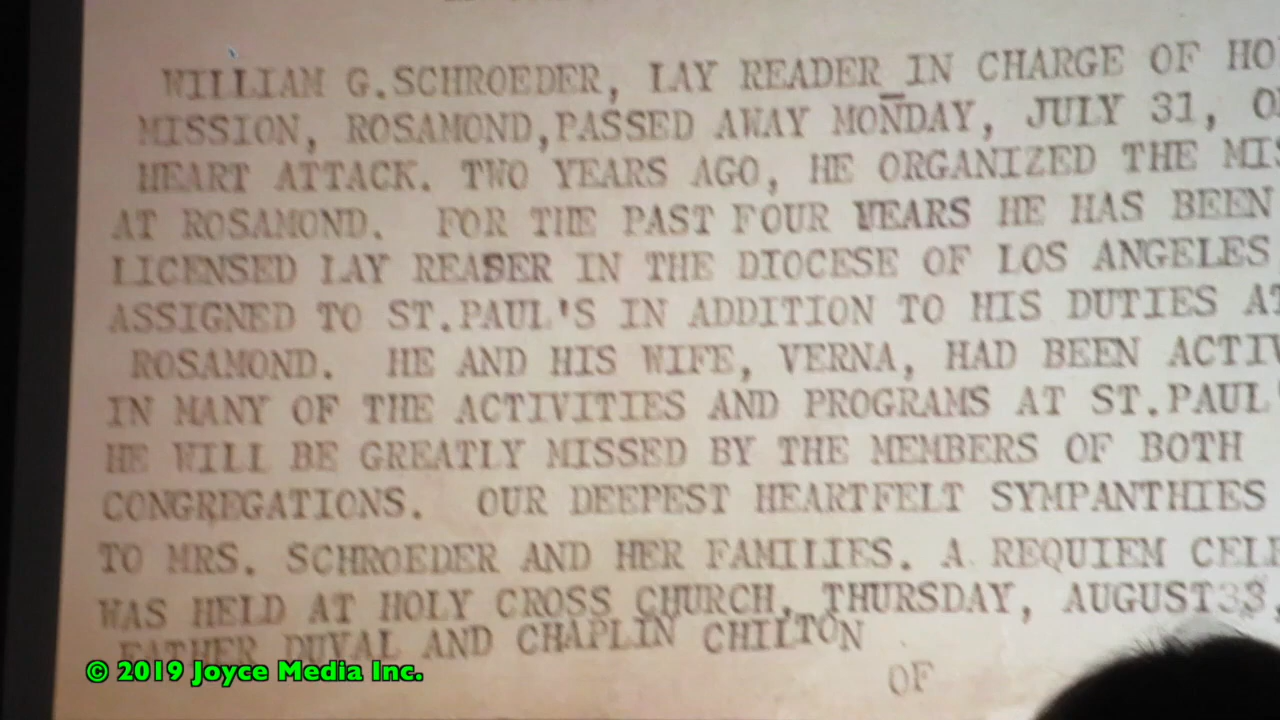 WILLIAM G.SCHROEDER, LAY READER_IN CHARGE OF
MISSION, ROSAMOND,PASSED AWAY MONDAY, JULY 31,
HEART ATTACK. TWO YEARS AGO, HE ORGANIZED THE
AT ROSAMOND. FOR THE PAST FOUR YEARS HE HAS BEEN
LICENSED LAY REASER IN THE DIOCESE OF LOS ANGELES
ASSIGNED TO ST.PAUL'S IN ADDITION TO HIS DUTIES
ROSAMOND. HE AND HIS WIFE, VERNA, HAD BEEN
IN MANY OF THE ACTIVITIES AND PROGRAMS AT ST.PAUL'
HE WILL BE GREATLY MISSED BY THE MEMBERS OF BOTH
CONGREGATIONS. OUR DEEPEST HEARTFELT SYMPANTHIES
TO MRS. SCHROEDER AND HER FAMILIES. A REQUIEM
WAS HELD AT HOLY CROSS CHURCH, THURSDAY, AUGUST
FATHER DUVAL AND CHAPLIN CHILTON
OF
© 2019 Joyce Media Inc.